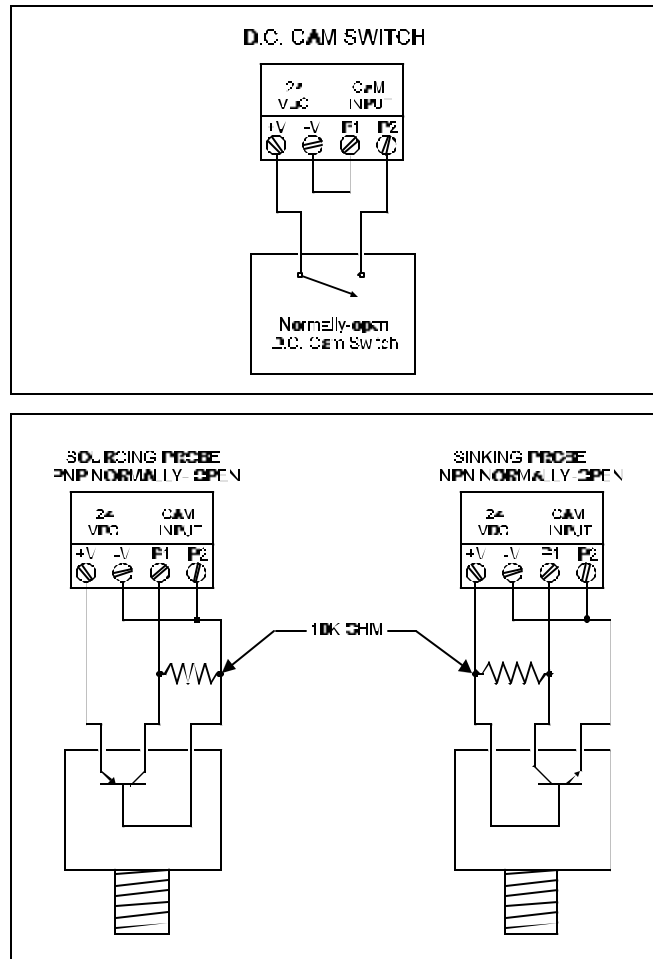 D.C. CAM SWITCH
24 CAM
VDC INPUT
+V -V P1 P2
Normally-open
D.C. Cam Switch
SOURCING PROBE
PNP NORMALLY- OPEN
24 CAM
VDC INPUT
+V -V P1 P2
SINKING PROBE
NPN NORMALLY-OPEN
24 CAM
VDC INPUT
+V -V P1 P2
10K OHM